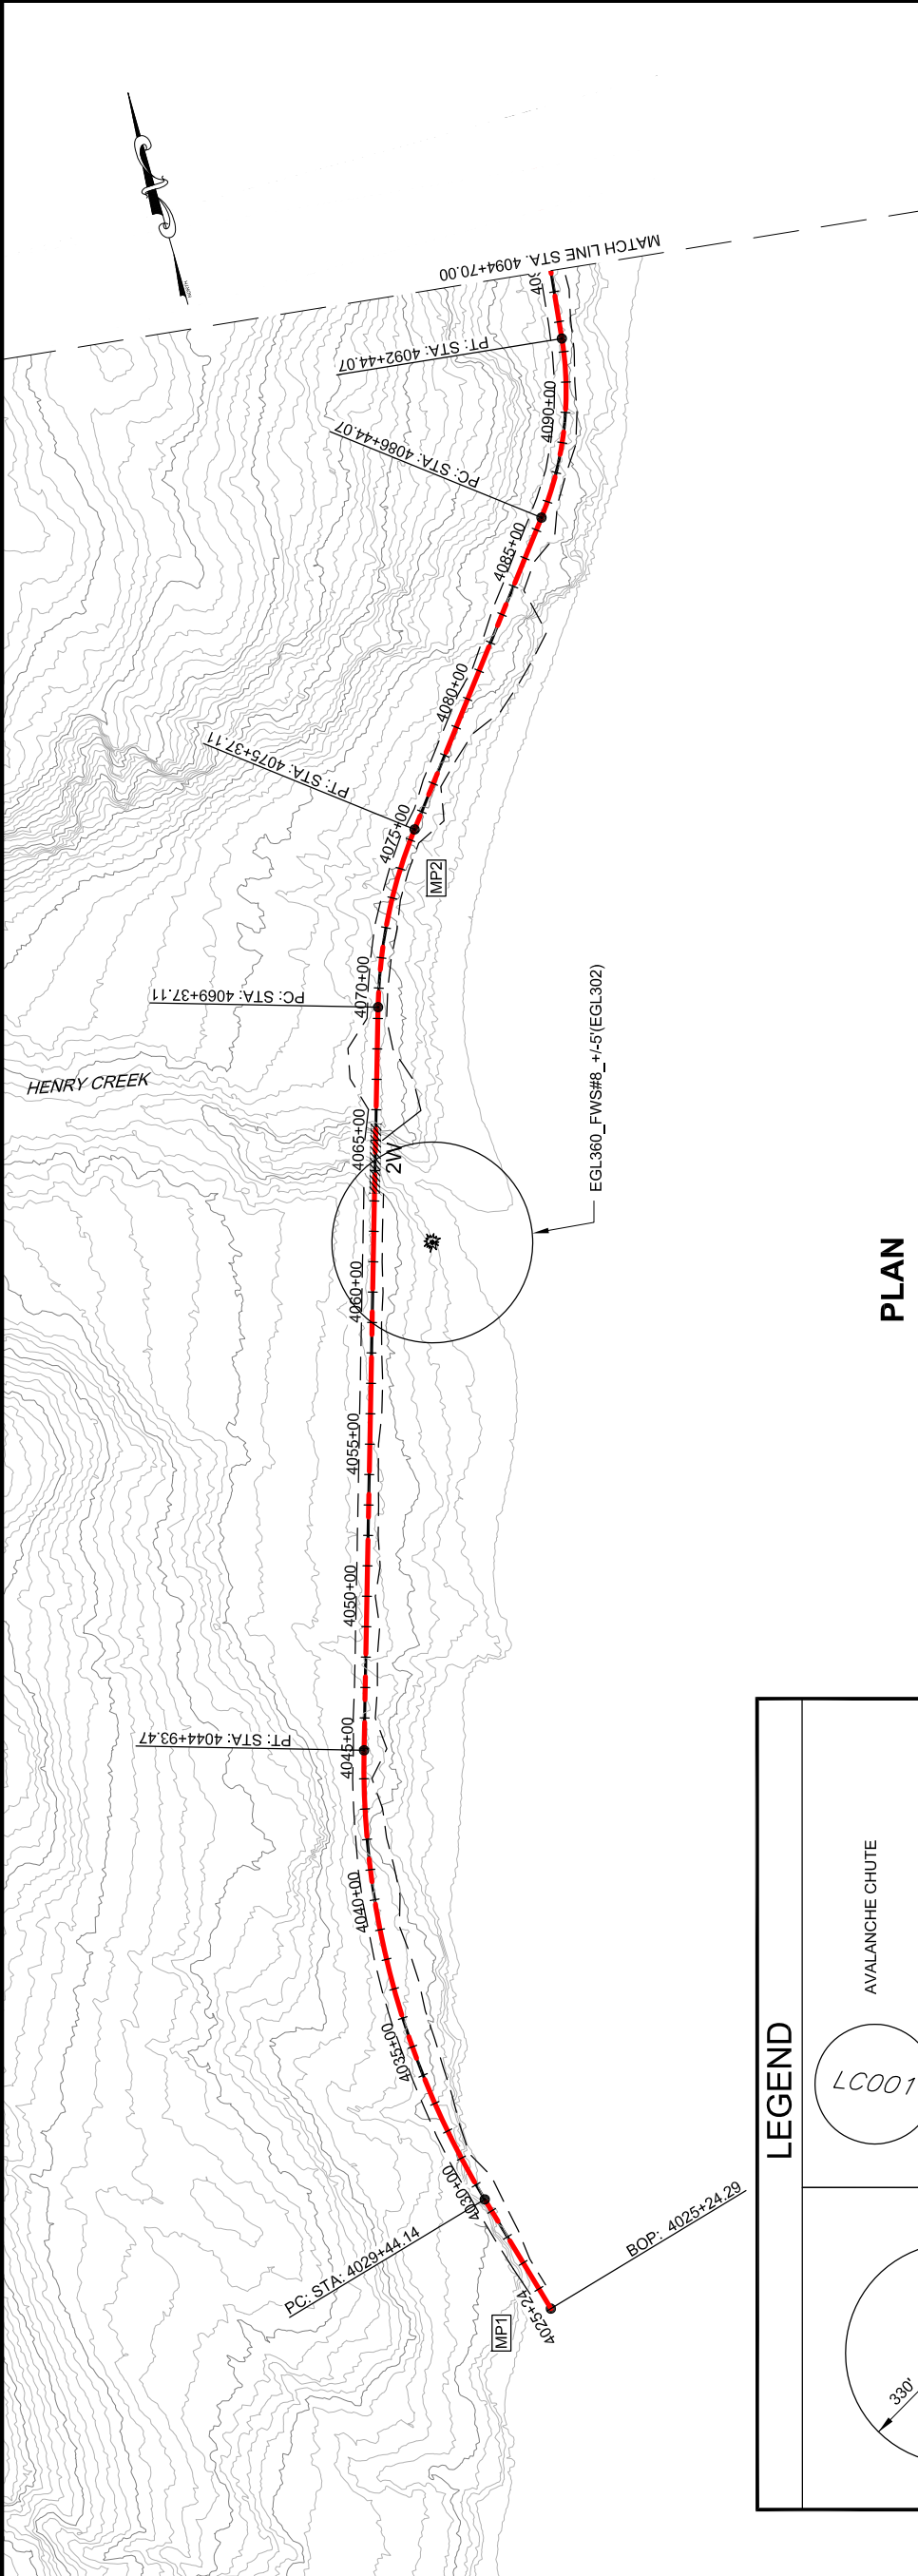 MATCH LINE STA. 4094+70.00
409
PT: STA: 4092+44.07
4090+00
PC: STA: 4086+44.07
4085+00
4080+00
PT: STA: 4075+37.11
4075+00
MP2
4070+00
PC: STA: 4069+37.11
HENRY CREEK
4065+00
2W
EGL360_FWS#8_+/-5'(EGL302)
4060+00
PLAN
4055+00
4050+00
PT: STA: 4044+93.47
4045+00
4040+00
4035+00
4030+00
PC: STA: 4029+44.14
BOP: 4025+24.29
4025+24
MP1
LEGEND
AVALANCHE CHUTE
LC001
330'